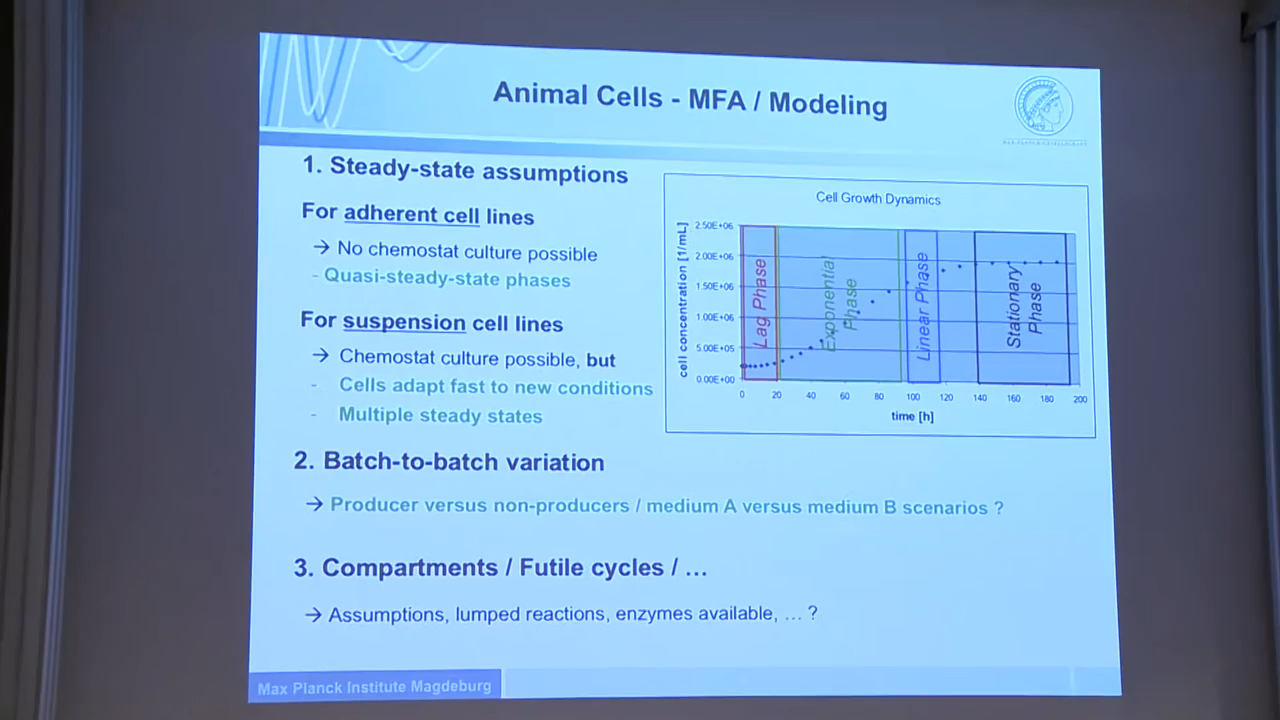 Animal Cells - MFA / Modeling
1. Steady-state assumptions
For adherent cell lines
→ No chemostat culture possible
- Quasi-steady-state phases
For suspension cell lines
→ Chemostat culture possible, but
- Cells adapt fast to new conditions
- Multiple steady states
Cell Growth Dynamics
cell concentration [1/mL]
2.50E+06
2.00E+06
1.50E+06
1.00E+06
5.00E+05
0.00E+00
Lag Phase
Exponential
Phase
Linear Phase
Stationary
Phase
0 20 40 60 80 100 120 140 160 180 200
time [h]
2. Batch-to-batch variation
→ Producer versus non-producers / medium A versus medium B scenarios ?
3. Compartments / Futile cycles / …
→ Assumptions, lumped reactions, enzymes available, … ?
Max Planck Institute Magdeburg